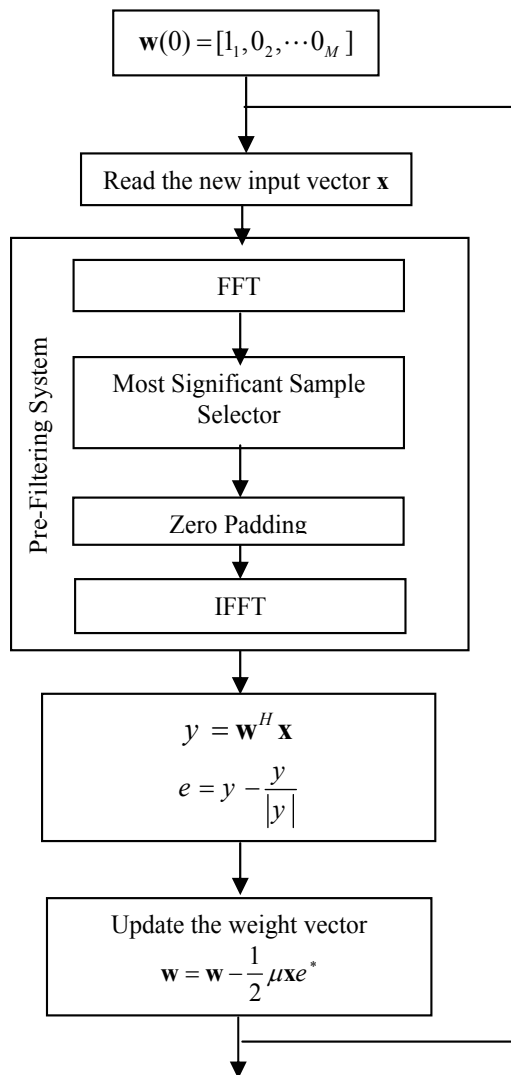 w(0) = [1₁, 0₂, ⋯ 0_M]
Read the new input vector x
Pre-Filtering System
FFT
Most Significant Sample
Selector
Zero Padding
IFFT
y = w^H x
e = y − y/|y|
Update the weight vector
w = w − 1/2 μxe*